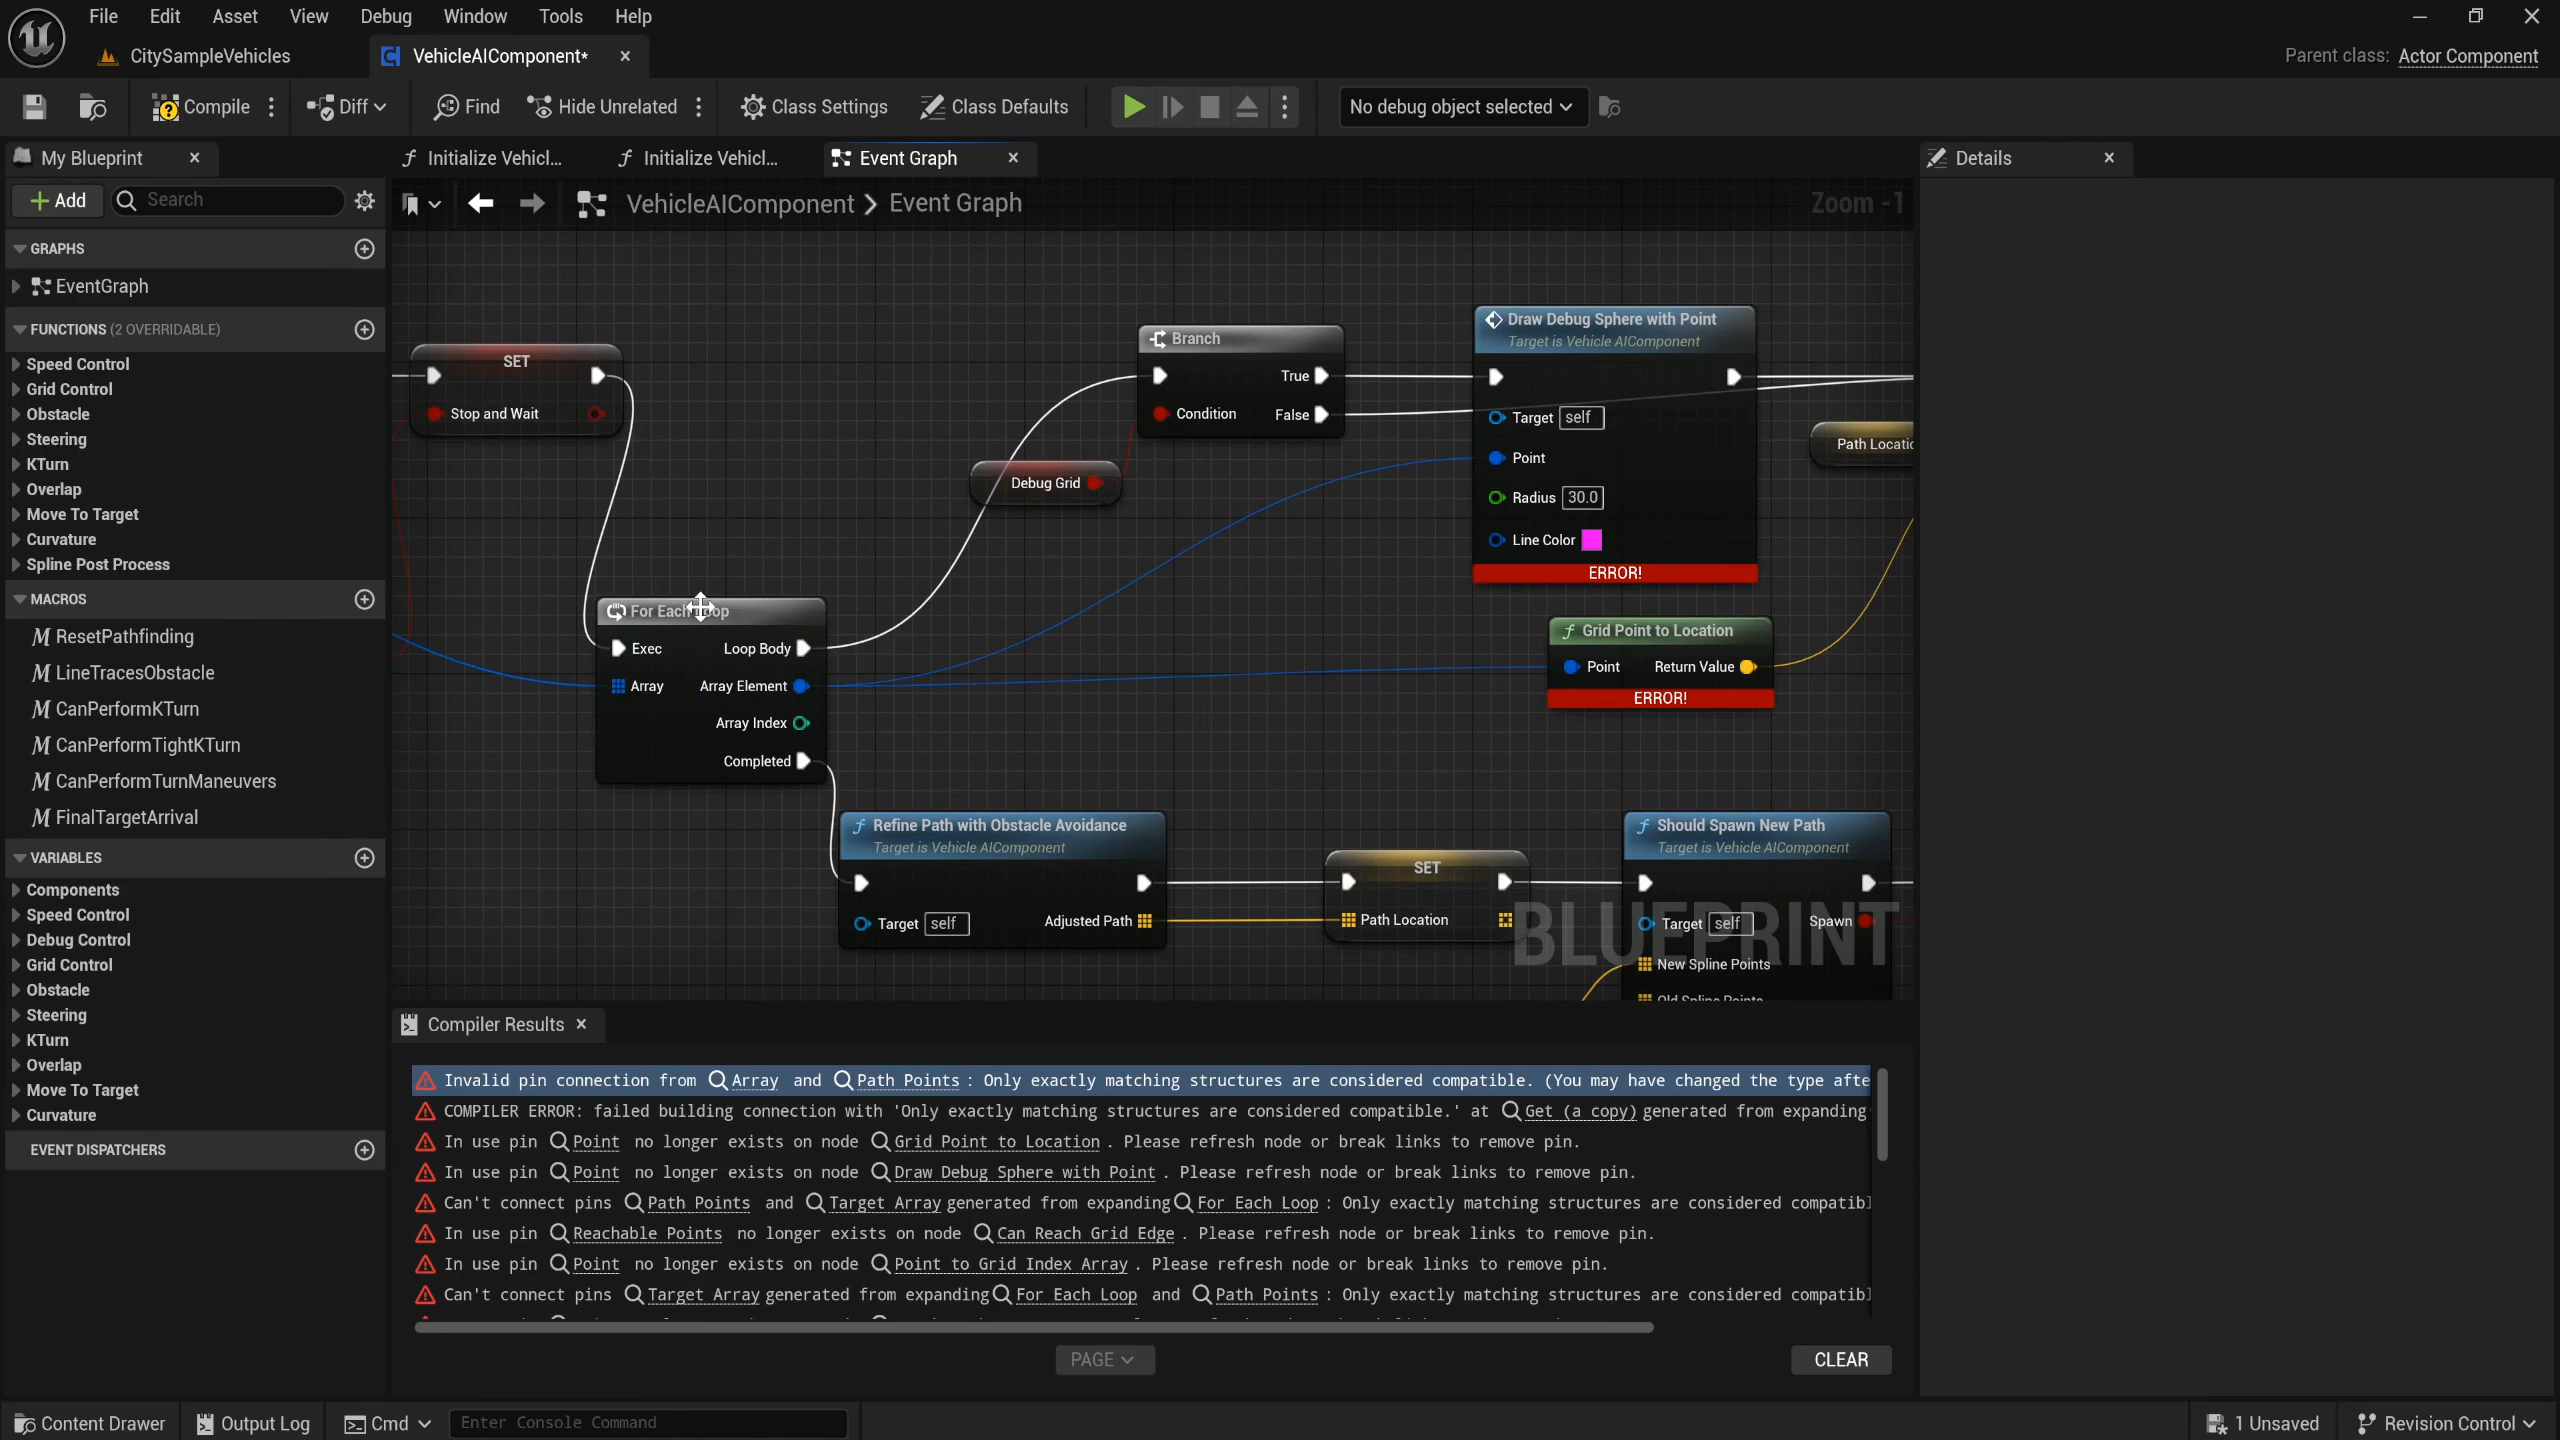 File Edit Asset View Debug Window Tools Help
CitySampleVehicles
VehicleAIComponent*
Parent class: Actor Component
Compile
Diff
Find
Hide Unrelated
Class Settings
Class Defaults
No debug object selected
My Blueprint
Initialize Vehicl...
Initialize Vehicl...
Event Graph
Details
Add
Search
VehicleAIComponent > Event Graph
Zoom -1
GRAPHS
EventGraph
FUNCTIONS (2 OVERRIDABLE)
Speed Control
Grid Control
Obstacle
Steering
KTurn
Overlap
Move To Target
Curvature
Spline Post Process
MACROS
ResetPathfinding
LineTracesObstacle
CanPerformKTurn
CanPerformTightKTurn
CanPerformTurnManeuvers
FinalTargetArrival
VARIABLES
Components
Speed Control
Debug Control
Grid Control
Obstacle
Steering
KTurn
Overlap
Move To Target
Curvature
EVENT DISPATCHERS
SET
Stop and Wait
Branch
True
Condition False
Debug Grid
Draw Debug Sphere with Point
Target is Vehicle AIComponent
Target self
Point
Radius 30.0
Line Color
ERROR!
Path Locatic
For Each Loop
Exec Loop Body
Array Array Element
Array Index
Completed
Grid Point to Location
Point Return Value
ERROR!
Refine Path with Obstacle Avoidance
Target is Vehicle AIComponent
Target self Adjusted Path
SET
Path Location
Should Spawn New Path
Target is Vehicle AIComponent
Target self Spawn
New Spline Points
Old Spline Points
BLUEPRINT
Compiler Results
Invalid pin connection from Array and Path Points : Only exactly matching structures are considered compatible. (You may have changed the type afte
COMPILER ERROR: failed building connection with 'Only exactly matching structures are considered compatible.' at Get (a copy) generated from expanding
In use pin Point no longer exists on node Grid Point to Location . Please refresh node or break links to remove pin.
In use pin Point no longer exists on node Draw Debug Sphere with Point . Please refresh node or break links to remove pin.
Can't connect pins Path Points and Target Array generated from expanding For Each Loop : Only exactly matching structures are considered compatibl
In use pin Reachable Points no longer exists on node Can Reach Grid Edge . Please refresh node or break links to remove pin.
In use pin Point no longer exists on node Point to Grid Index Array . Please refresh node or break links to remove pin.
Can't connect pins Target Array generated from expanding For Each Loop and Path Points : Only exactly matching structures are considered compatibl
PAGE
CLEAR
Content Drawer
Output Log
Cmd
Enter Console Command
1 Unsaved
Revision Control